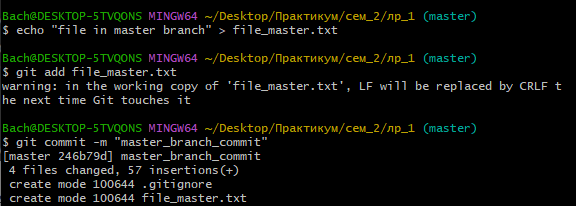 Bach@DESKTOP-5TVQONS MINGW64 ~/Desktop/Практикум/сем_2/лр_1 (master)
$ echo "file in master branch" > file_master.txt
Bach@DESKTOP-5TVQONS MINGW64 ~/Desktop/Практикум/сем_2/лр_1 (master)
$ git add file_master.txt
warning: in the working copy of 'file_master.txt', LF will be replaced by CRLF t
he next time Git touches it
Bach@DESKTOP-5TVQONS MINGW64 ~/Desktop/Практикум/сем_2/лр_1 (master)
$ git commit -m "master_branch_commit"
[master 246b79d] master_branch_commit
 4 files changed, 57 insertions(+)
 create mode 100644 .gitignore
 create mode 100644 file_master.txt